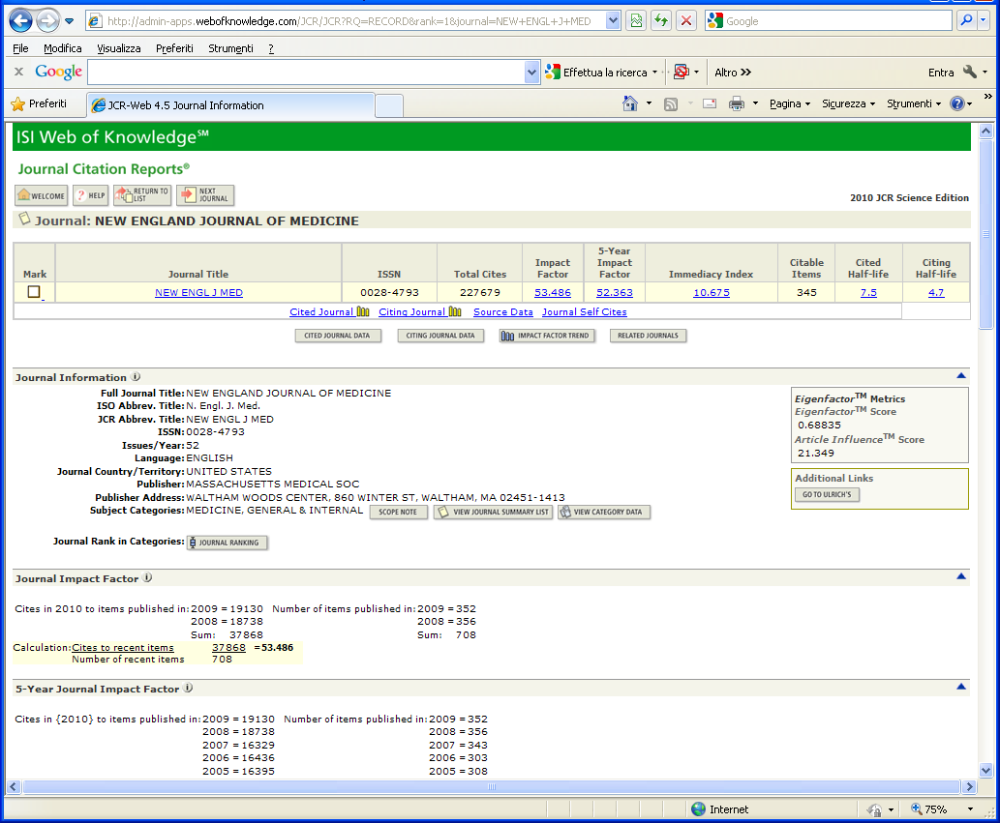 http://admin-apps.webofknowledge.com/JCR/JCR?RQ=RECORD&rank=1&journal=NEW+ENGL+J+MED
Google
File Modifica Visualizza Preferiti Strumenti ?
x Google Effettua la ricerca Altro >> Entra
Preferiti JCR-Web 4.5 Journal Information Pagina Sicurezza Strumenti
ISI Web of Knowledge℠
Journal Citation Reports®
WELCOME ? HELP RETURN TO LIST NEXT JOURNAL
2010 JCR Science Edition
Journal: NEW ENGLAND JOURNAL OF MEDICINE
Mark Journal Title ISSN Total Cites Impact Factor 5-Year Impact Factor Immediacy Index Citable Items Cited Half-life Citing Half-life
NEW ENGL J MED 0028-4793 227679 53.486 52.363 10.675 345 7.5 4.7
Cited Journal Citing Journal Source Data Journal Self Cites
CITED JOURNAL DATA CITING JOURNAL DATA IMPACT FACTOR TREND RELATED JOURNALS
Journal Information
Full Journal Title: NEW ENGLAND JOURNAL OF MEDICINE
ISO Abbrev. Title: N. Engl. J. Med.
JCR Abbrev. Title: NEW ENGL J MED
ISSN: 0028-4793
Issues/Year: 52
Language: ENGLISH
Journal Country/Territory: UNITED STATES
Publisher: MASSACHUSETTS MEDICAL SOC
Publisher Address: WALTHAM WOODS CENTER, 860 WINTER ST, WALTHAM, MA 02451-1413
Subject Categories: MEDICINE, GENERAL & INTERNAL SCOPE NOTE VIEW JOURNAL SUMMARY LIST VIEW CATEGORY DATA
Journal Rank in Categories: JOURNAL RANKING
Eigenfactor™ Metrics
Eigenfactor™ Score
0.68835
Article Influence™ Score
21.349
Additional Links
GO TO ULRICH'S
Journal Impact Factor
Cites in 2010 to items published in: 2009 = 19130 Number of items published in: 2009 = 352
2008 = 18738 2008 = 356
Sum: 37868 Sum: 708
Calculation: Cites to recent items 37868 = 53.486
Number of recent items 708
5-Year Journal Impact Factor
Cites in {2010} to items published in: 2009 = 19130 Number of items published in: 2009 = 352
2008 = 18738 2008 = 356
2007 = 16329 2007 = 343
2006 = 16436 2006 = 303
2005 = 16395 2005 = 308
Internet 75%